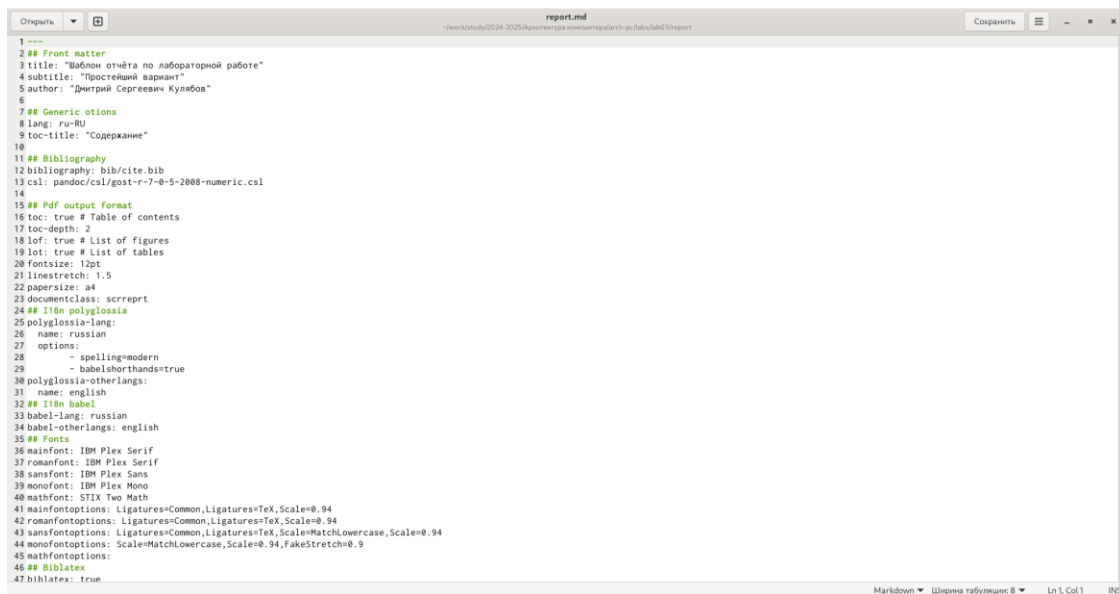 Открыть
report.md
~/work/study/2024-2025/Архитектура компьютера/arch-pc/labs/lab03/report
Сохранить
1 ---
2 ## Front matter
3 title: "Шаблон отчёта по лабораторной работе"
4 subtitle: "Простейший вариант"
5 author: "Дмитрий Сергеевич Кулябов"
6
7 ## Generic otions
8 lang: ru-RU
9 toc-title: "Содержание"
10
11 ## Bibliography
12 bibliography: bib/cite.bib
13 csl: pandoc/csl/gost-r-7-0-5-2008-numeric.csl
14
15 ## Pdf output format
16 toc: true # Table of contents
17 toc-depth: 2
18 lof: true # List of figures
19 lot: true # List of tables
20 fontsize: 12pt
21 linestretch: 1.5
22 papersize: a4
23 documentclass: scrreprt
24 ## I18n polyglossia
25 polyglossia-lang:
26   name: russian
27   options:
28         - spelling=modern
29         - babelshorthands=true
30 polyglossia-otherlangs:
31   name: english
32 ## I18n babel
33 babel-lang: russian
34 babel-otherlangs: english
35 ## Fonts
36 mainfont: IBM Plex Serif
37 romanfont: IBM Plex Serif
38 sansfont: IBM Plex Sans
39 monofont: IBM Plex Mono
40 mathfont: STIX Two Math
41 mainfontoptions: Ligatures=Common,Ligatures=TeX,Scale=0.94
42 romanfontoptions: Ligatures=Common,Ligatures=TeX,Scale=0.94
43 sansfontoptions: Ligatures=Common,Ligatures=TeX,Scale=MatchLowercase,Scale=0.94
44 monofontoptions: Scale=MatchLowercase,Scale=0.94,FakeStretch=0.9
45 mathfontoptions:
46 ## Biblatex
47 biblatex: true
Markdown Ширина табуляции: 8 Ln 1, Col 1 INS